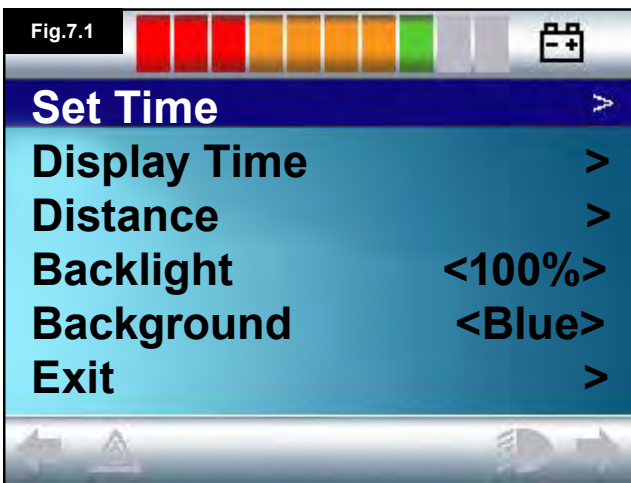 Fig.7.1
Set Time >
Display Time >
Distance >
Backlight <100%>
Background <Blue>
Exit >